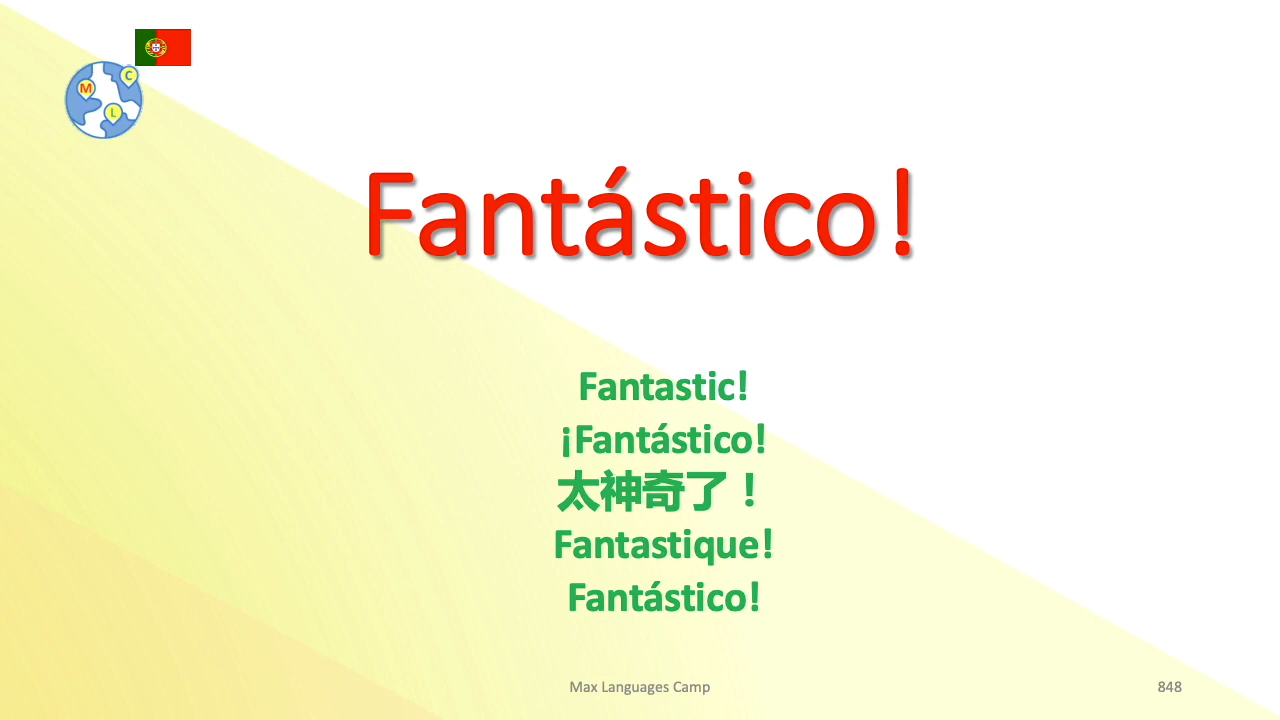 C
M
L
Fantástico!
Fantastic!
¡Fantástico!
太神奇了！
Fantastique!
Fantástico!
Max Languages Camp
848